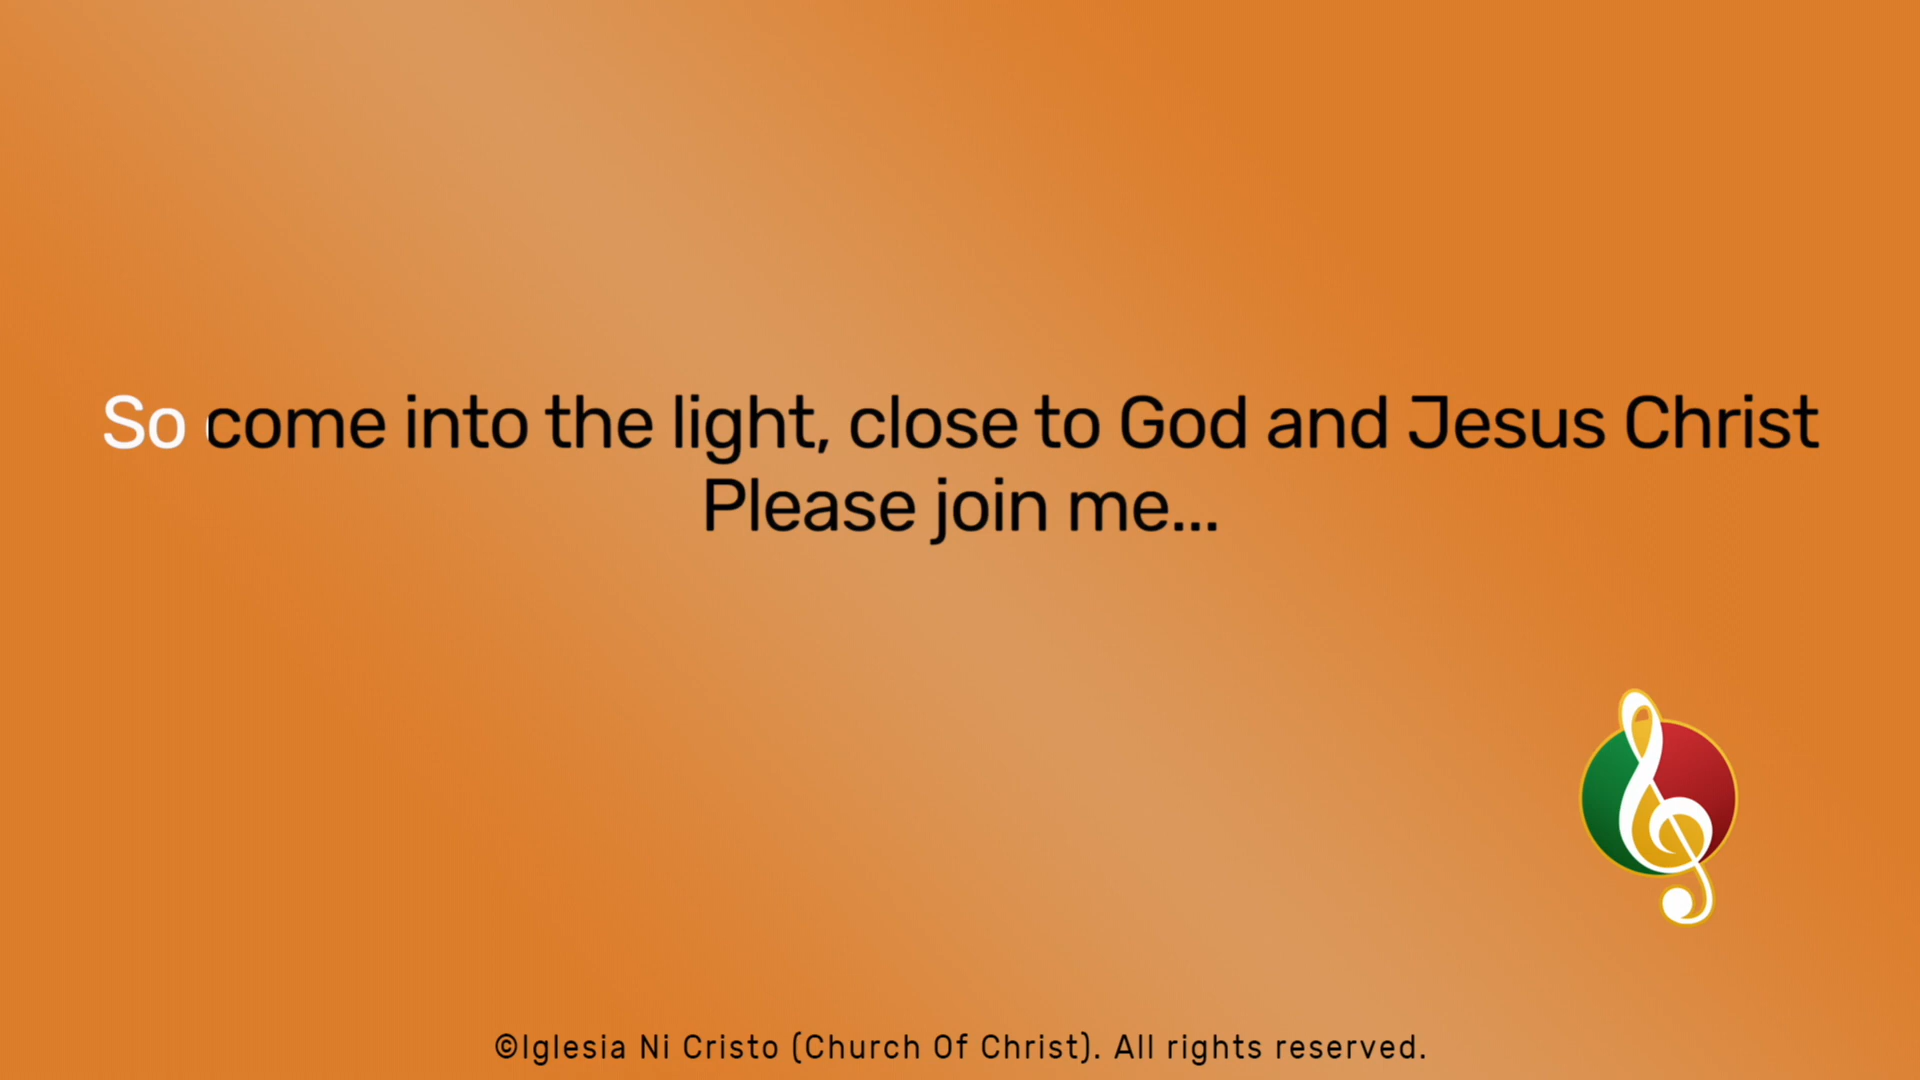 So come into the light, close to God and Jesus Christ
Please join me...
©Iglesia Ni Cristo (Church Of Christ). All rights reserved.